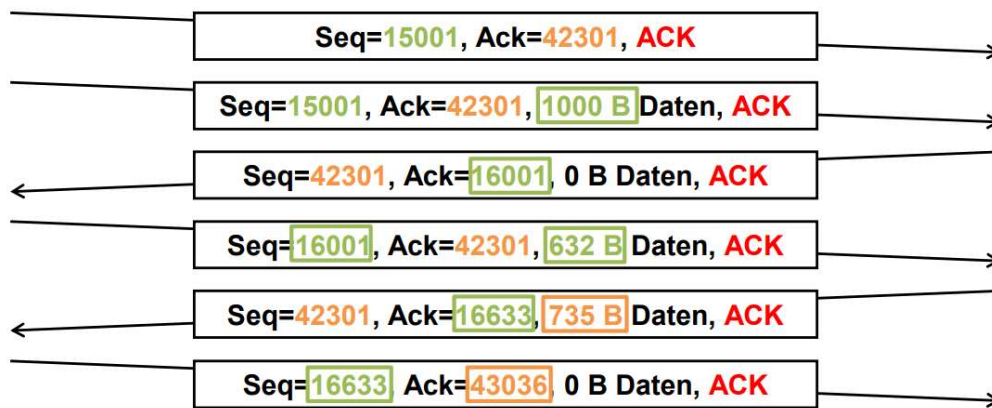 Seq=15001, Ack=42301, ACK
Seq=15001, Ack=42301, 1000 B Daten, ACK
Seq=42301, Ack=16001, 0 B Daten, ACK
Seq=16001, Ack=42301, 632 B Daten, ACK
Seq=42301, Ack=16633, 735 B Daten, ACK
Seq=16633, Ack=43036, 0 B Daten, ACK